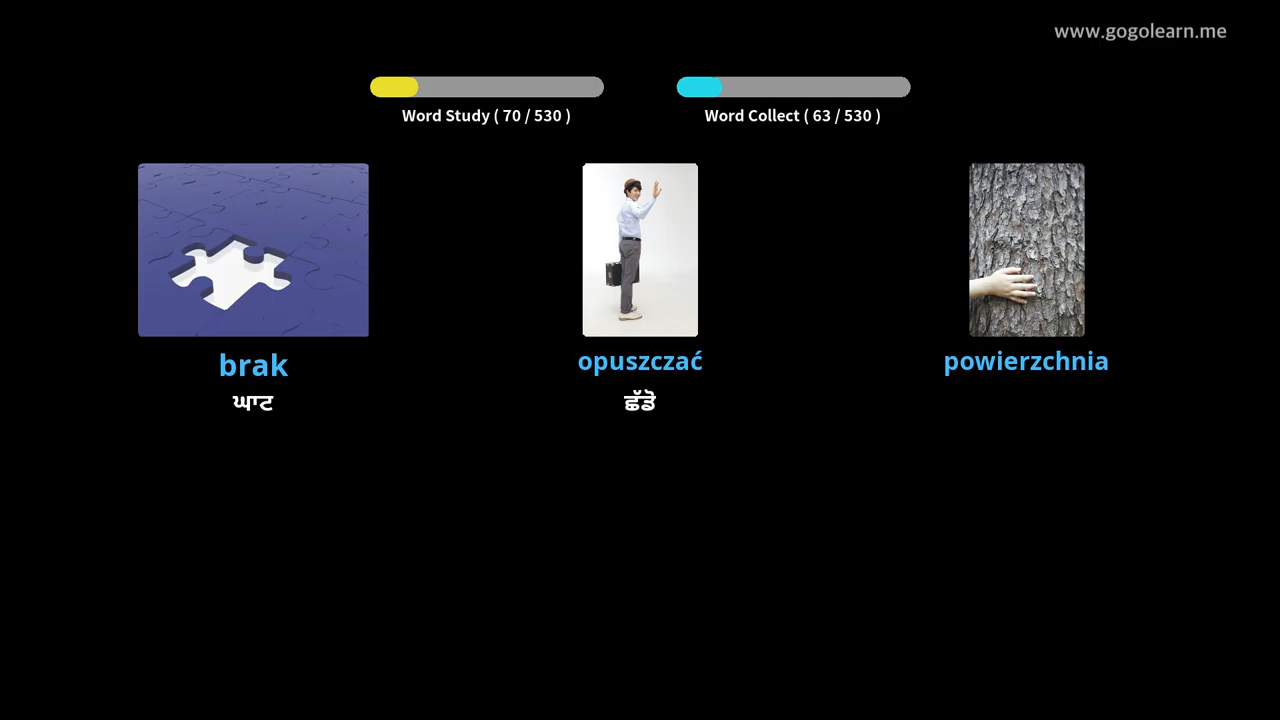 www.gogolearn.me
Word Study ( 70 / 530 )
Word Collect ( 63 / 530 )
brak
opuszczać
powierzchnia
ਘਾਟ
ਛੱਡੋ